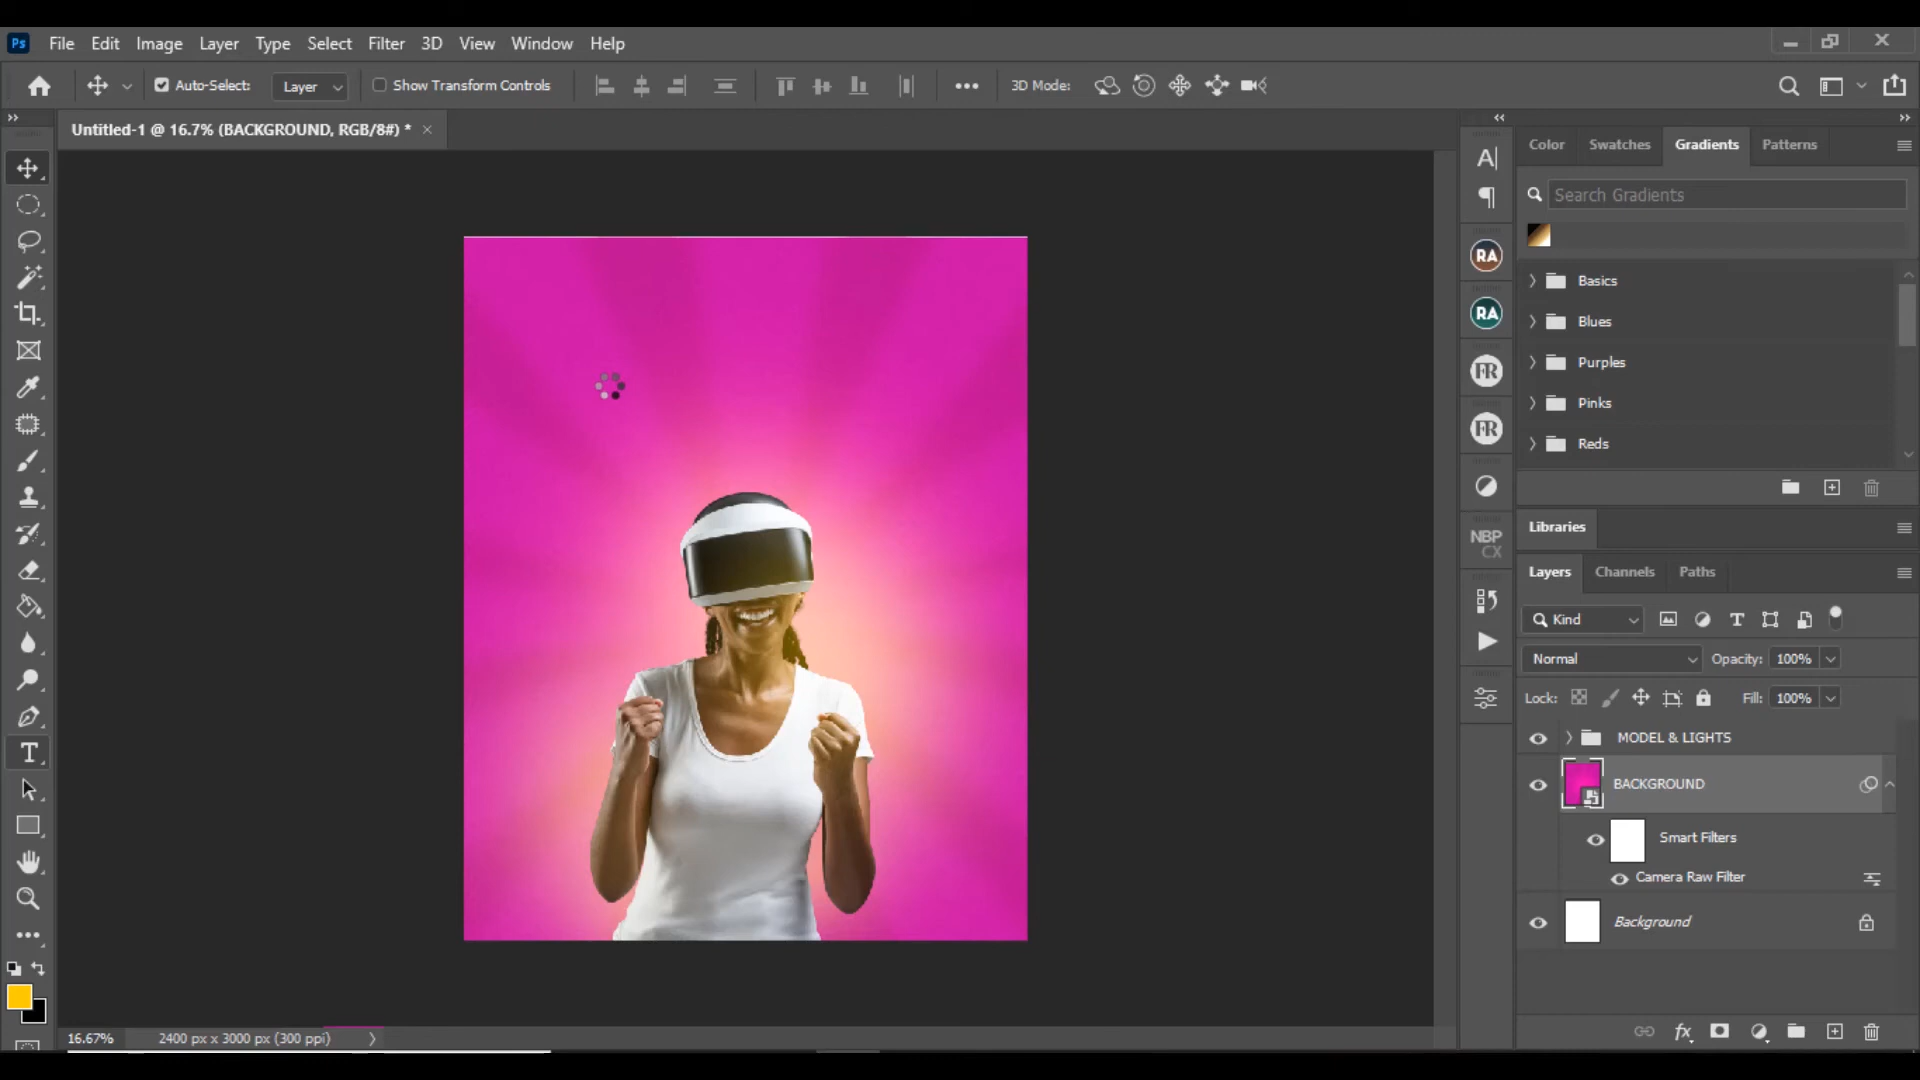 Ps File Edit Image Layer Type Select Filter 3D View Window Help
Auto-Select: Layer Show Transform Controls 3D Mode:
Untitled-1 @ 16.7% (BACKGROUND, RGB/8#) *
Color Swatches Gradients Patterns
Search Gradients
Basics
Blues
Purples
Pinks
Reds
A
RA
RA
FR
FR
NBP
CX
Libraries
Layers Channels Paths
Kind
Normal Opacity: 100%
Lock: Fill: 100%
MODEL & LIGHTS
BACKGROUND
Smart Filters
Camera Raw Filter
Background
T
16.67% 2400 px x 3000 px (300 ppi)
fx